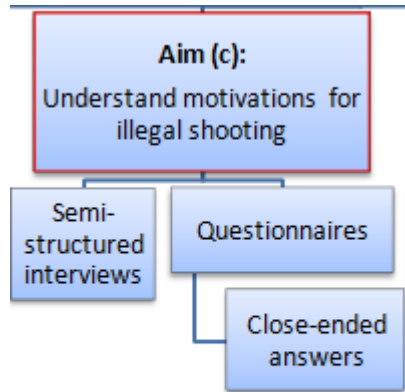 Aim (c):
Understand motivations for
illegal shooting
Semi-
structured
interviews
Questionnaires
Close-ended
answers